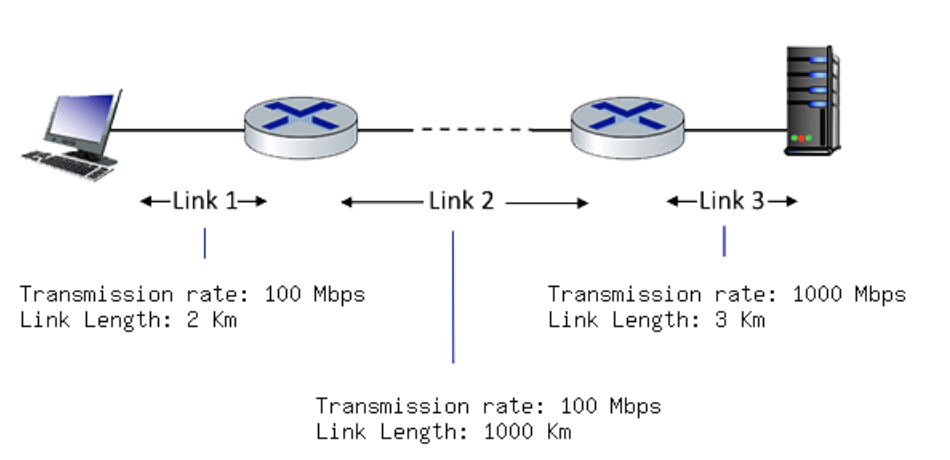 Link 1
Link 2
Link 3
Transmission rate: 100 Mbps
Link Length: 2 Km
Transmission rate: 1000 Mbps
Link Length: 3 Km
Transmission rate: 100 Mbps
Link Length: 1000 Km